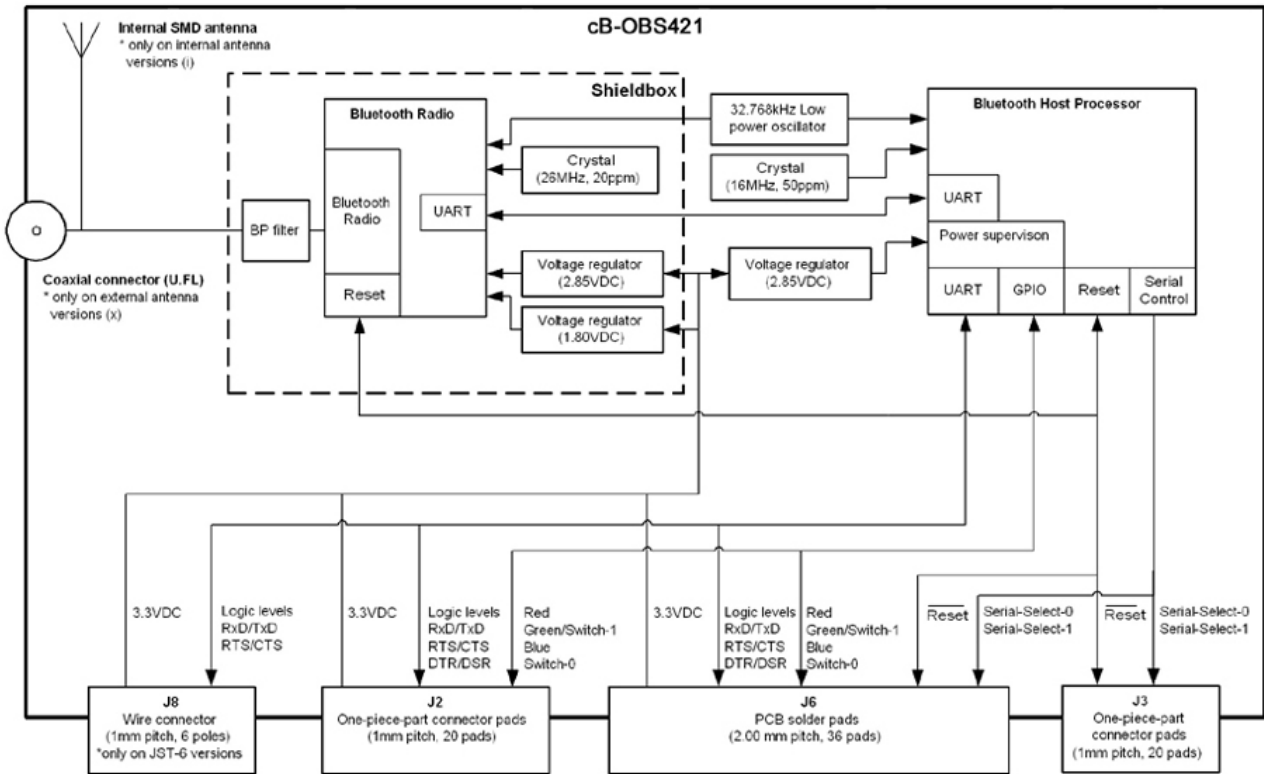 cB-OBS421
Internal SMD antenna
* only on internal antenna
versions (i)
Shieldbox
Bluetooth Radio
Bluetooth
Radio
UART
Reset
BP filter
Coaxial connector (U.FL)
* only on external antenna
versions (x)
Crystal
(26MHz, 20ppm)
Voltage regulator
(2.85VDC)
Voltage regulator
(1.80VDC)
32.768kHz Low
power oscillator
Crystal
(16MHz, 50ppm)
Voltage regulator
(2.85VDC)
Bluetooth Host Processor
UART
Power supervison
UART
GPIO
Reset
Serial
Control
3.3VDC
Logic levels
RxD/TxD
RTS/CTS
3.3VDC
Logic levels
RxD/TxD
RTS/CTS
DTR/DSR
Red
Green/Switch-1
Blue
Switch-0
3.3VDC
Logic levels
RxD/TxD
RTS/CTS
DTR/DSR
Red
Green/Switch-1
Blue
Switch-0
Reset
Serial-Select-0
Serial-Select-1
Reset
Serial-Select-0
Serial-Select-1
J8
Wire connector
(1mm pitch, 6 poles)
*only on JST-6 versions
J2
One-piece-part connector pads
(1mm pitch, 20 pads)
J6
PCB solder pads
(2.00 mm pitch, 36 pads)
J3
One-piece-part
connector pads
(1mm pitch, 20 pads)